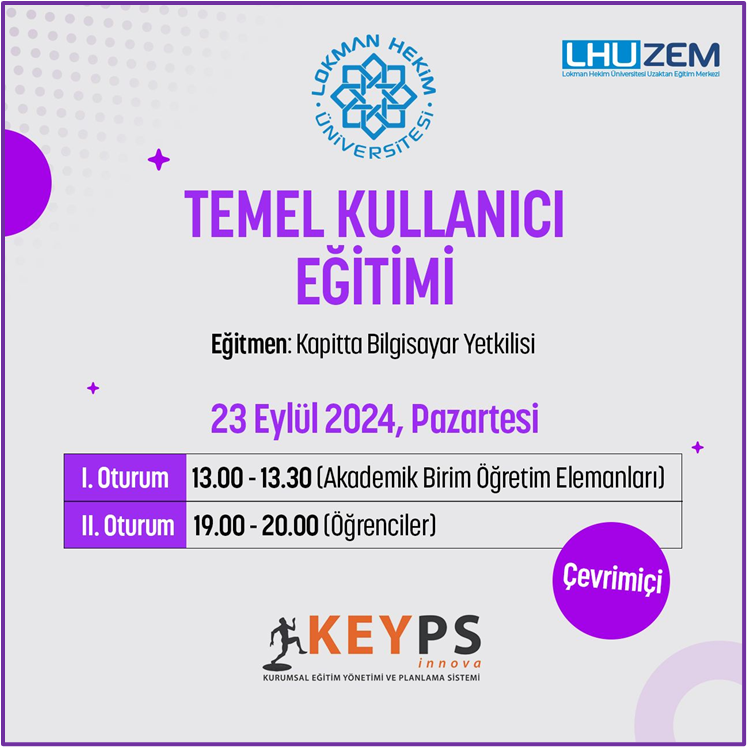 LOKMAN HEKİM ÜNİVERSİTESİ
LHUZEM
Lokman Hekim Üniversitesi Uzaktan Eğitim Merkezi
TEMEL KULLANICI
EĞİTİMİ
Eğitmen: Kapitta Bilgisayar Yetkilisi
23 Eylül 2024, Pazartesi
I. Oturum 13.00 - 13.30 (Akademik Birim Öğretim Elemanları)
II. Oturum 19.00 - 20.00 (Öğrenciler)
Çevrimiçi
KEYPS
innova
KURUMSAL EĞİTİM YÖNETİMİ VE PLANLAMA SİSTEMİ